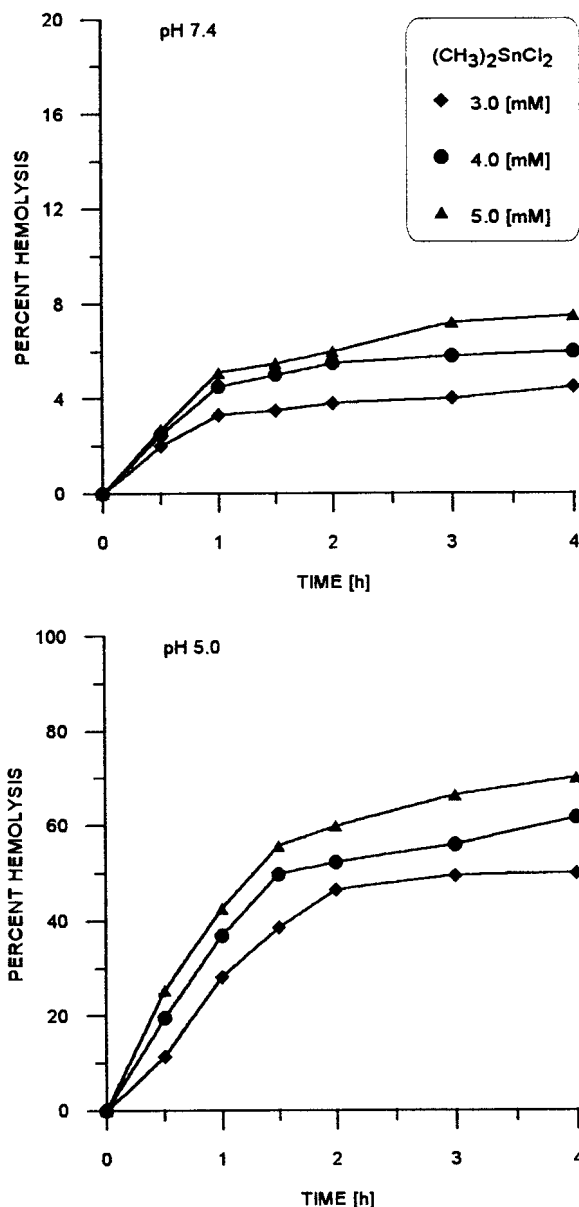 pH 7.4
(CH3)2SnCl2
3.0 [mM]
4.0 [mM]
5.0 [mM]
PERCENT HEMOLYSIS
20
16
12
8
4
0
0 1 2 3 4
TIME [h]
pH 5.0
PERCENT HEMOLYSIS
100
80
60
40
20
0
0 1 2 3 4
TIME [h]